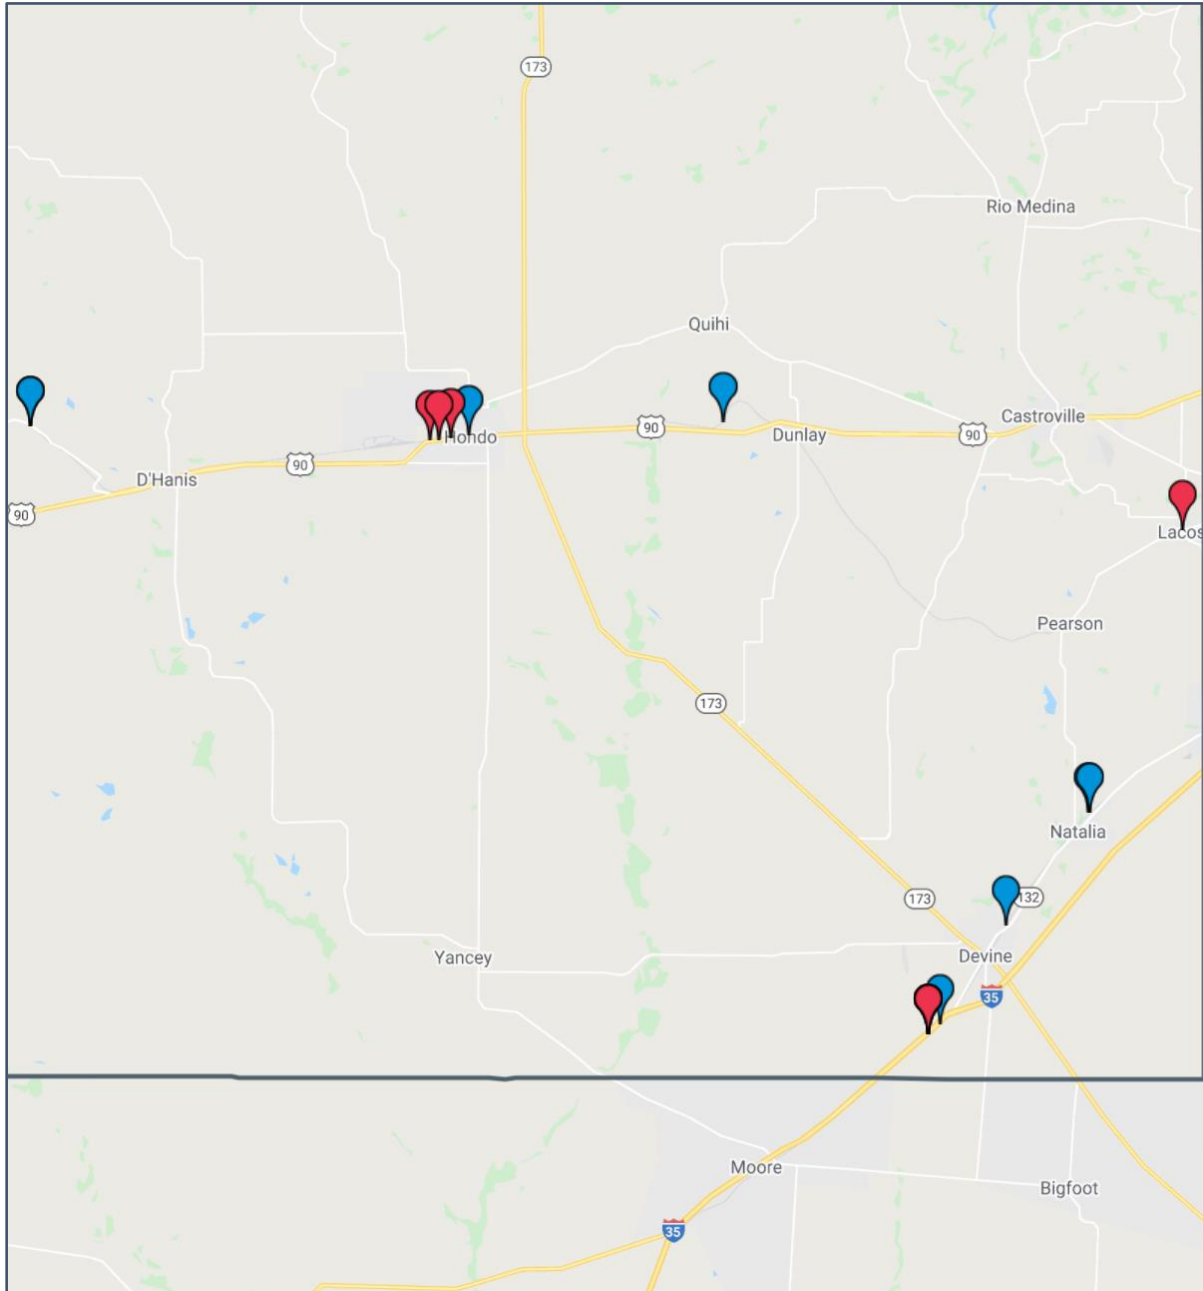 173
Rio Medina
Quihi
Castroville
90
Dunlay
90
Hondo
90
D'Hanis
90
Lacos
Pearson
173
Natalia
173
132
Devine
Yancey
35
Moore
Bigfoot
35